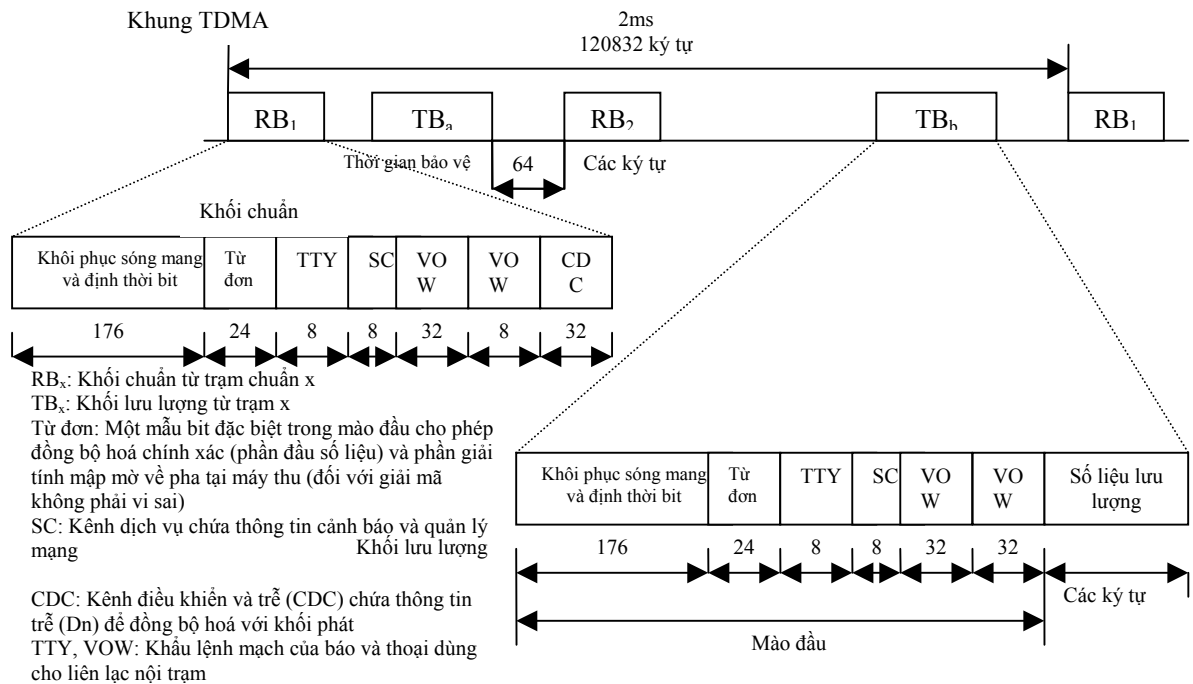 Khung TDMA
2ms
120832 ký tự
RB₁
TBₐ
RB₂
TB_b
RB₁
Thời gian bảo vệ
64
Các ký tự
Khối chuẩn
Khôi phục sóng mang
và định thời bit
Từ
đơn
TTY
SC
VO
W
VO
W
CD
C
176
24
8
8
32
8
32
RBₓ: Khối chuẩn từ trạm chuẩn x
TBₓ: Khối lưu lượng từ trạm x
Từ đơn: Một mẫu bit đặc biệt trong mào đầu cho phép
đồng bộ hoá chính xác (phần đầu số liệu) và phần giải
tính mập mờ về pha tại máy thu (đối với giải mã
không phải vi sai)
SC: Kênh dịch vụ chứa thông tin cảnh báo và quản lý
mạng
CDC: Kênh điều khiển và trễ (CDC) chứa thông tin
trễ (Dn) để đồng bộ hoá với khối phát
TTY, VOW: Khẩu lệnh mạch của báo và thoại dùng
cho liên lạc nội trạm
Khôi phục sóng mang
và định thời bit
Từ
đơn
TTY
SC
VO
W
VO
W
Số liệu lưu
lượng
Khối lưu lượng
176
24
8
8
32
32
Các ký tự
Mào đầu